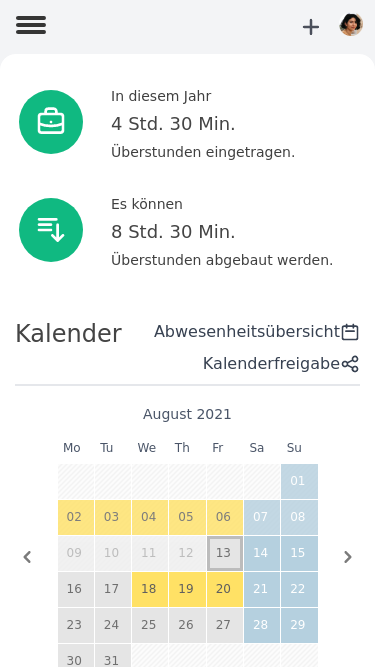 In diesem Jahr
4 Std. 30 Min.
Überstunden eingetragen.
Es können
8 Std. 30 Min.
Überstunden abgebaut werden.
Kalender
Abwesenheitsübersicht
Kalenderfreigabe
August 2021
Mo Tu We Th Fr Sa Su
01
02 03 04 05 06 07 08
09 10 11 12 13 14 15
16 17 18 19 20 21 22
23 24 25 26 27 28 29
30 31